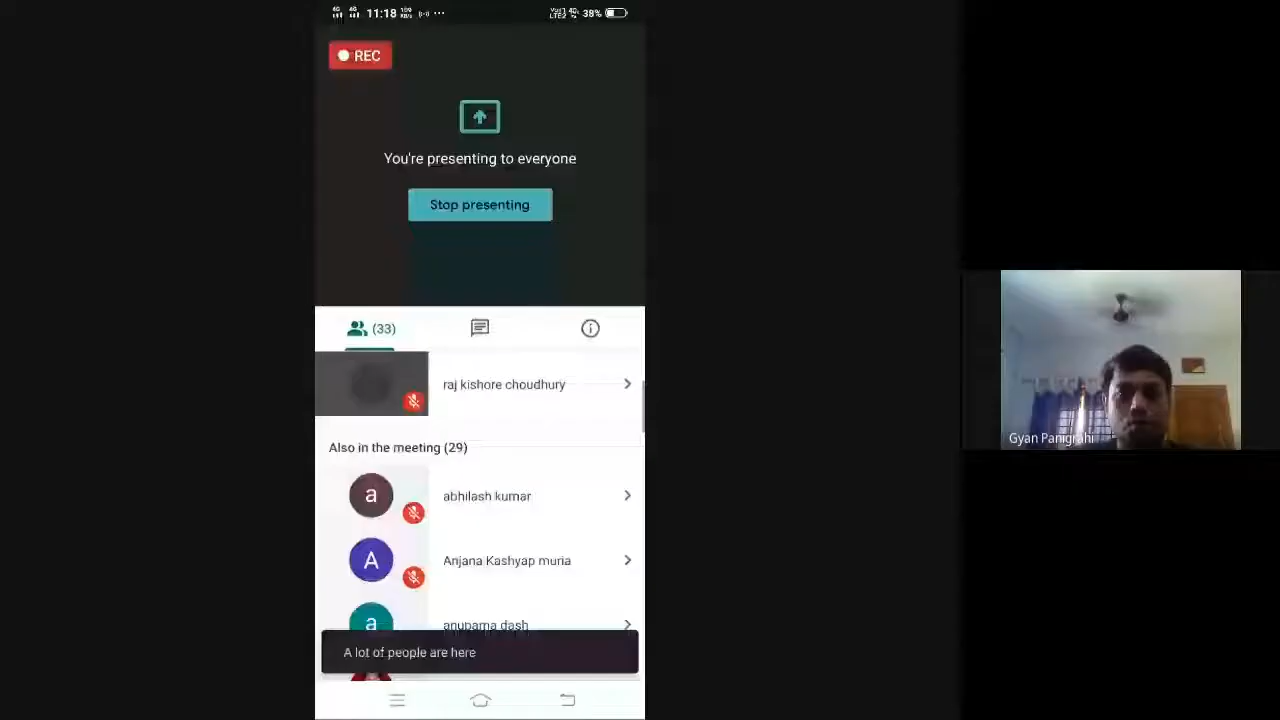 11:18
38%
REC
You're presenting to everyone
Stop presenting
(33)
raj kishore choudhury
Also in the meeting (29)
a
abhilash kumar
A
Anjana Kashyap muria
a
anupama dash
A lot of people are here
Gyan Panigrahi